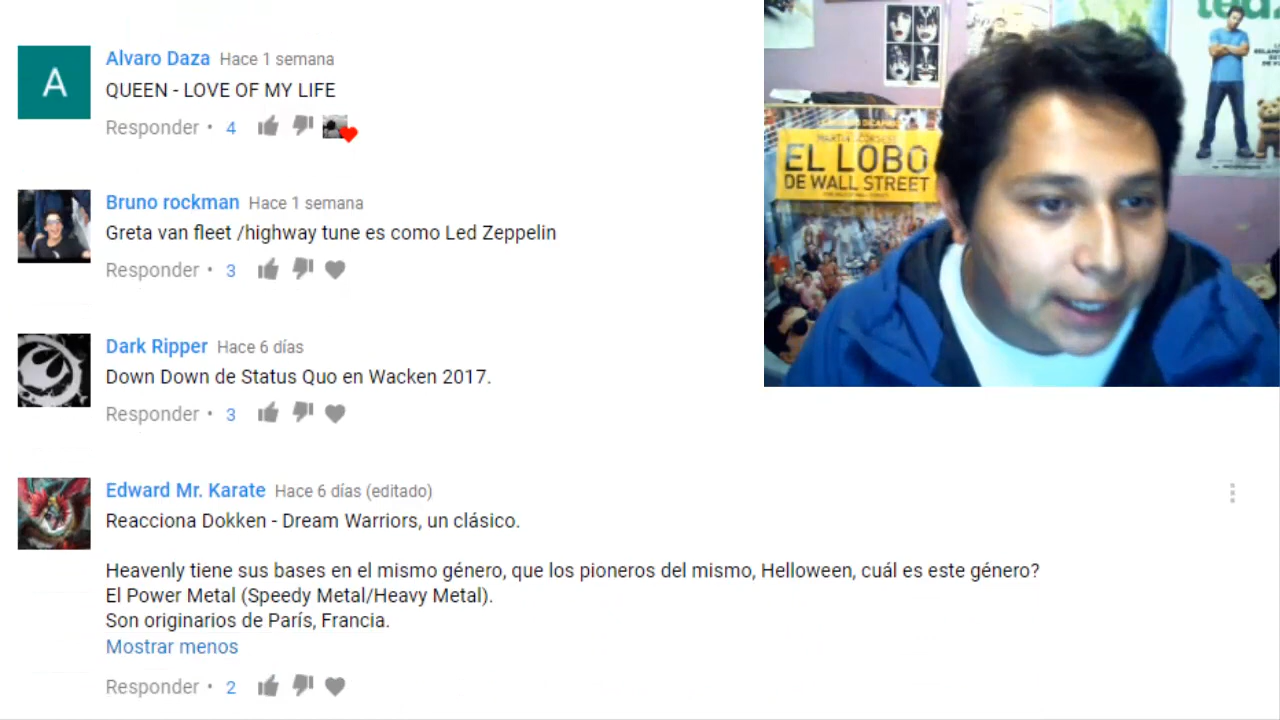 A
Alvaro Daza Hace 1 semana
QUEEN - LOVE OF MY LIFE
Responder • 4
Bruno rockman Hace 1 semana
Greta van fleet /highway tune es como Led Zeppelin
Responder • 3
Dark Ripper Hace 6 días
Down Down de Status Quo en Wacken 2017.
Responder • 3
Edward Mr. Karate Hace 6 días (editado)
Reacciona Dokken - Dream Warriors, un clásico.
Heavenly tiene sus bases en el mismo género, que los pioneros del mismo, Helloween, cuál es este género?
El Power Metal (Speedy Metal/Heavy Metal).
Son originarios de París, Francia.
Mostrar menos
Responder • 2
EL LOBO
DE WALL STREET